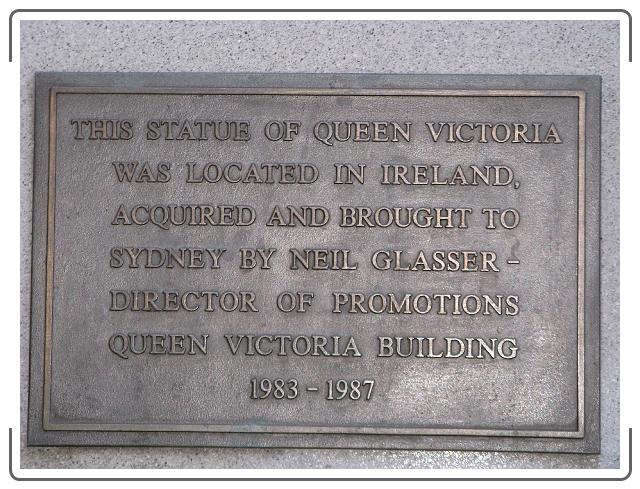 THIS STATUE OF QUEEN VICTORIA
WAS LOCATED IN IRELAND,
ACQUIRED AND BROUGHT TO
SYDNEY BY NEIL GLASSER –
DIRECTOR OF PROMOTIONS
QUEEN VICTORIA BUILDING
1983 – 1987